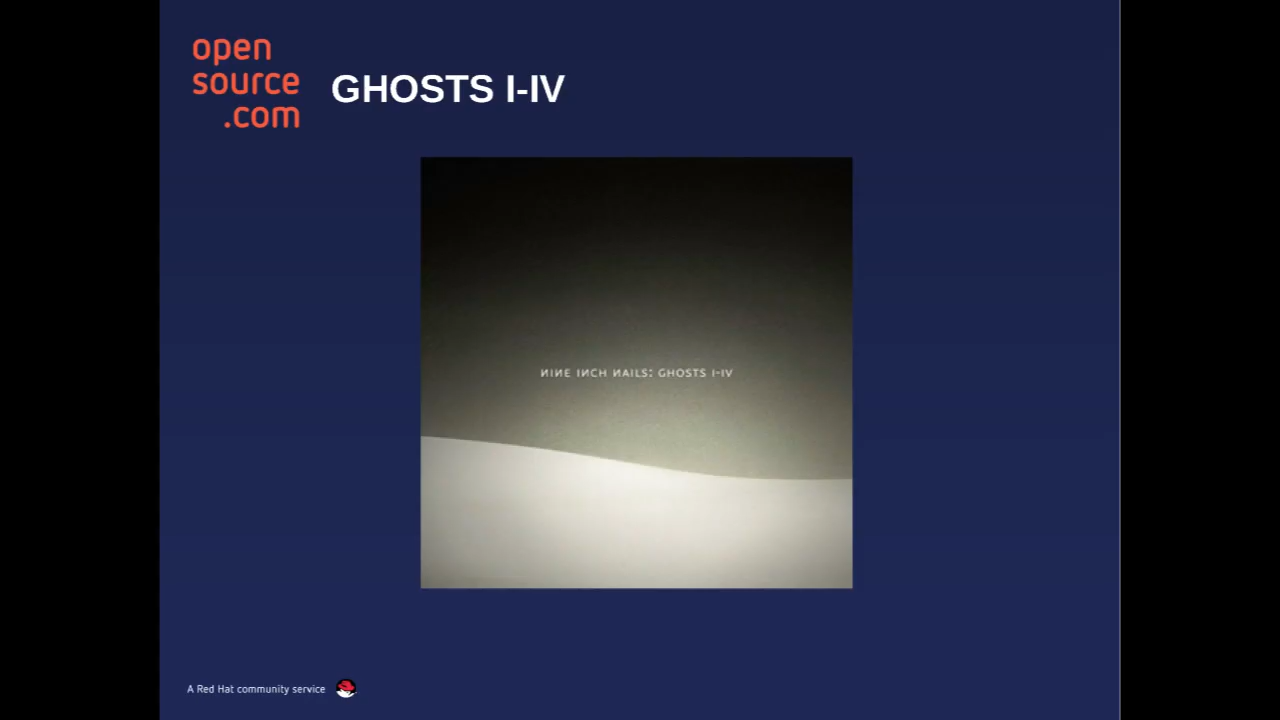 open
source
.com
GHOSTS I-IV
NINE INCH NAILS: GHOSTS I-IV
A Red Hat community service